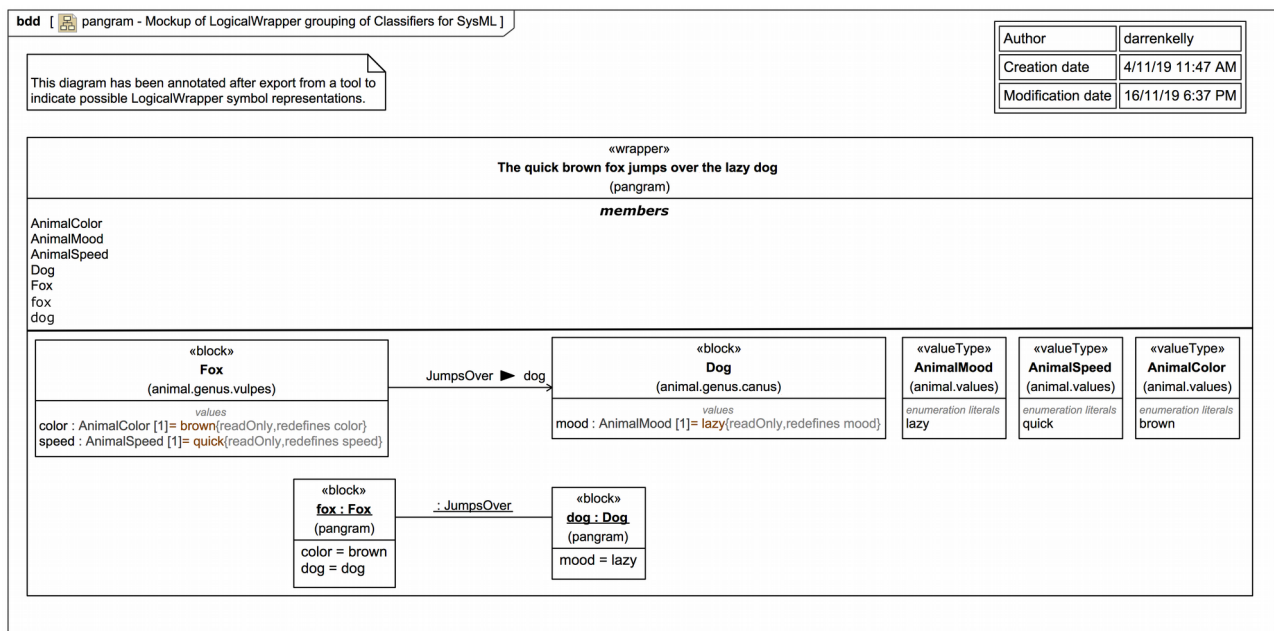 bdd [ pangram - Mockup of LogicalWrapper grouping of Classifiers for SysML ]
Author darrenkelly
Creation date 4/11/19 11:47 AM
Modification date 16/11/19 6:37 PM
This diagram has been annotated after export from a tool to
indicate possible LogicalWrapper symbol representations.
«wrapper»
The quick brown fox jumps over the lazy dog
(pangram)
members
AnimalColor
AnimalMood
AnimalSpeed
Dog
Fox
fox
dog
«block»
Fox
(animal.genus.vulpes)
values
color : AnimalColor [1]= brown{readOnly,redefines color}
speed : AnimalSpeed [1]= quick{readOnly,redefines speed}
JumpsOver ► dog
«block»
Dog
(animal.genus.canus)
values
mood : AnimalMood [1]= lazy{readOnly,redefines mood}
«valueType»
AnimalMood
(animal.values)
enumeration literals
lazy
«valueType»
AnimalSpeed
(animal.values)
enumeration literals
quick
«valueType»
AnimalColor
(animal.values)
enumeration literals
brown
«block»
fox : Fox
(pangram)
color = brown
dog = dog
: JumpsOver
«block»
dog : Dog
(pangram)
mood = lazy